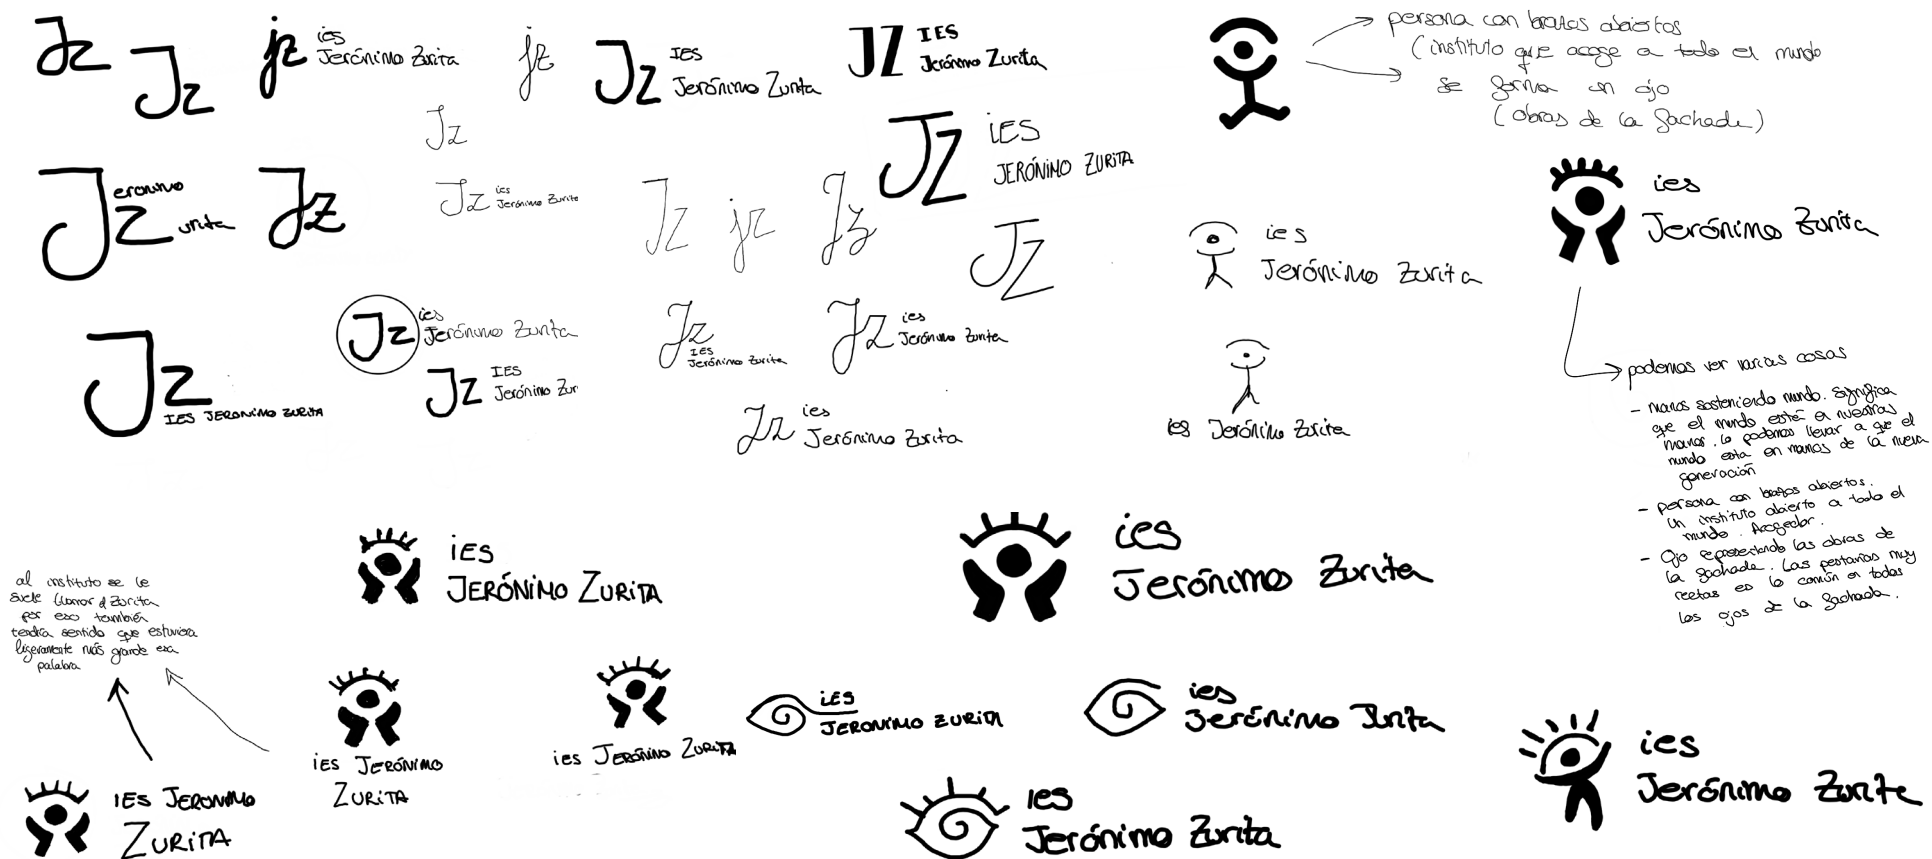 Jz
Jz
jz
ies
Jerónimo Zurita
jz
Jz
IES
Jerónimo Zurita
JZ
IES
Jerónimo Zurita
persona con brazos abiertos
(instituto que acoge a todo el mundo
se forma un ojo
(obras de la fachada)
Jz
JZ
iES
JERÓNIMO ZURiTA
Jerónimo
Zurita
Jz
Jz
ies
Jerónimo Zurita
Jz
jz
Jz
JZ
ies
Jerónimo Zurita
ies
Jerónimo Zurita
Jz
ies
Jerónimo Zurita
Jz
IES
Jerónimo Zur
Jz
IES
Jerónimo Zurita
Jz
ies
Jerónimo Zurita
Jz
IES JERONIMO ZURITA
Jz
ies
Jerónimo Zurita
ies Jerónimo Zurita
podemos ver varias cosas
- manos sosteniendo mundo. Significa
que el mundo está en nuestras
manos. Lo podemos llevar a que el
mundo esta en manos de la nueva
generación
- persona con brazos abiertos.
Un instituto abierto a todo el
mundo. Acogedor.
- Ojo representando las obras de
la fachada. Las pestañas muy
rectas es lo común en todos
los ojos de la fachada.
iES
JERÓNiMO ZURiTA
ies
Jerónimo Zurita
al instituto se le
suele llamar el Zurita
por eso también
tendría sentido que estuviera
ligeramente más grande esa
palabra
IES JERONIMO
ZURiTA
iES JERÓNIMO
ZURiTA
ies JERÓNIMO ZURITA
iES
JERONIMO ZURITA
ies
Jerónimo Zurita
ies
Jerónimo Zurita
ies
Jerónimo Zurita